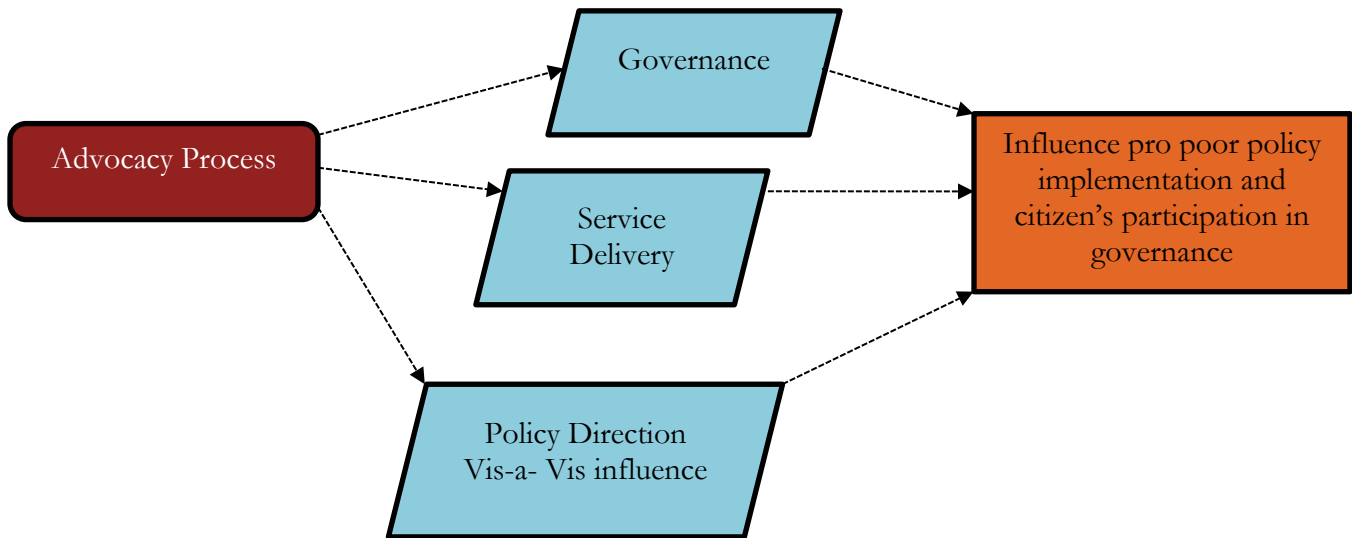 Governance
Advocacy Process
Service
Delivery
Influence pro poor policy
implementation and
citizen’s participation in
governance
Policy Direction
Vis-a- Vis influence